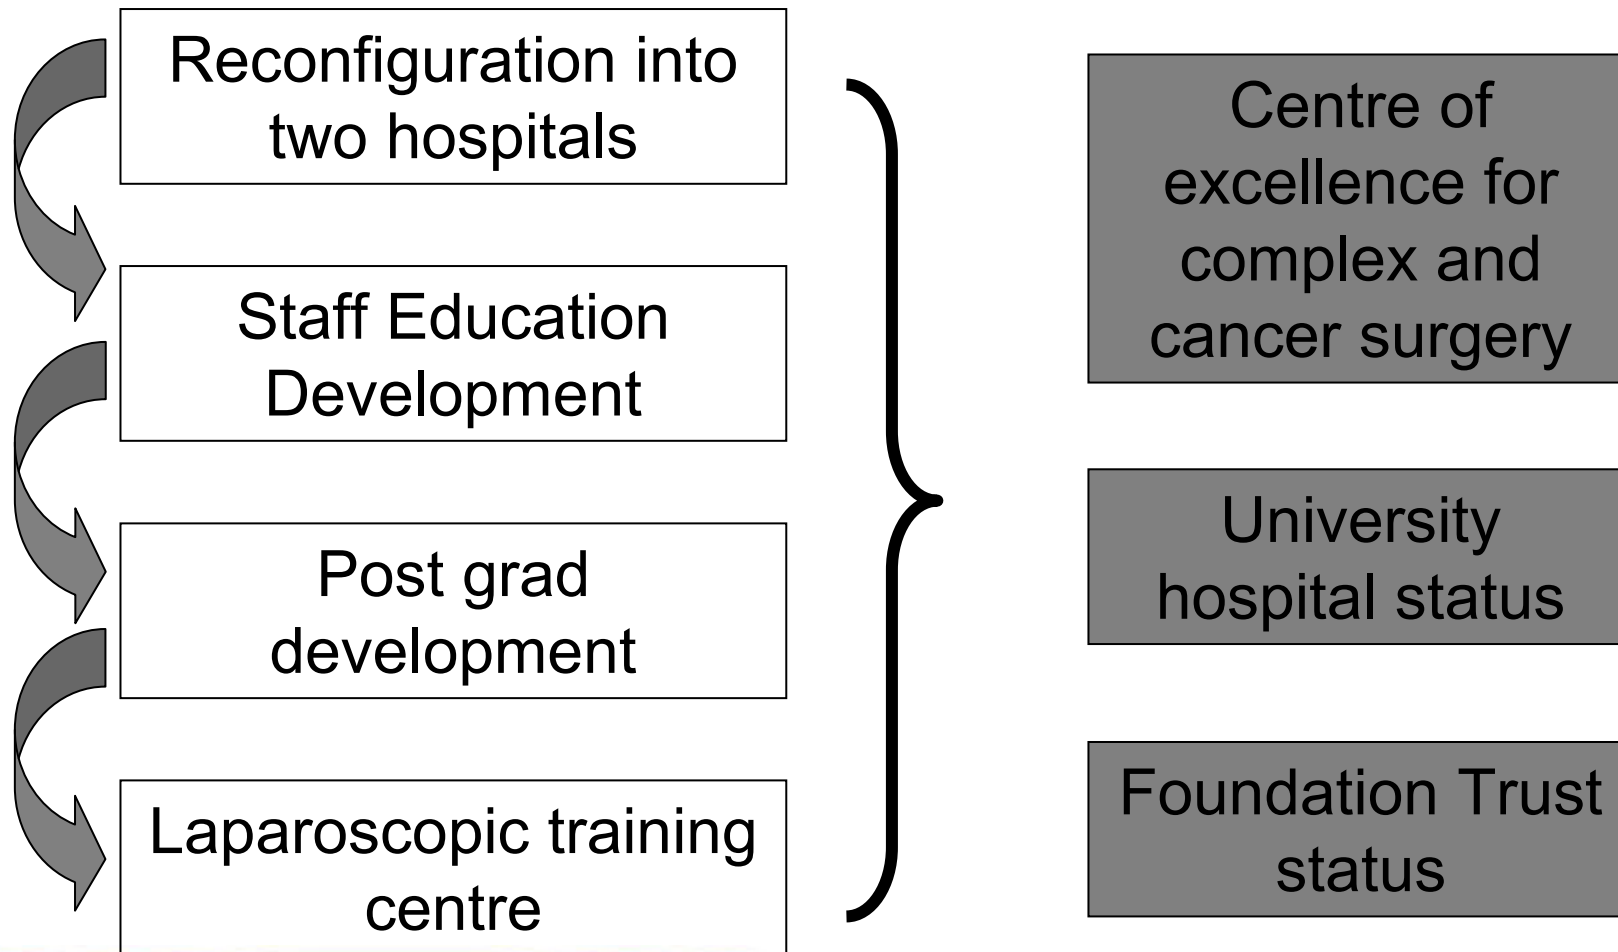 Reconfiguration into
two hospitals
Staff Education
Development
Post grad
development
Laparoscopic training
centre
Centre of
excellence for
complex and
cancer surgery
University
hospital status
Foundation Trust
status